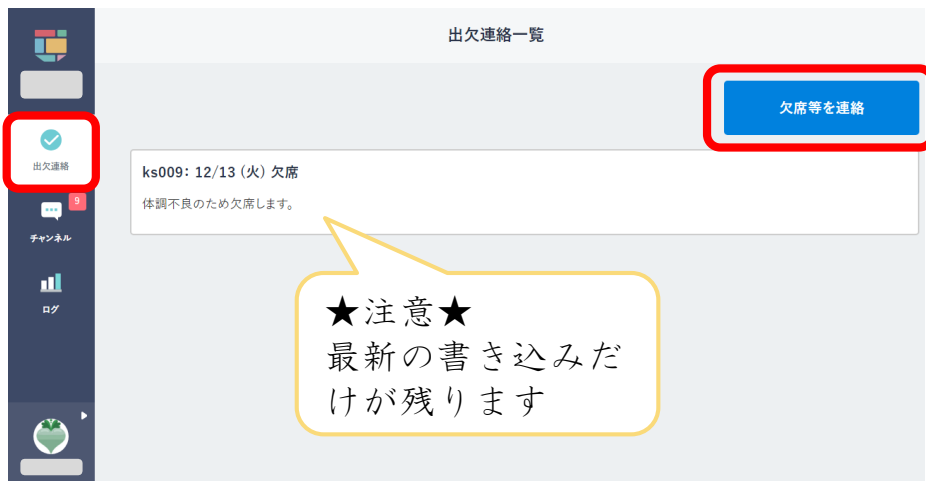 出欠連絡一覧
欠席等を連絡
出欠連絡
ks009: 12/13 (火) 欠席
体調不良のため欠席します。
9
チャンネル
ログ
★注意★
最新の書き込みだ
けが残ります